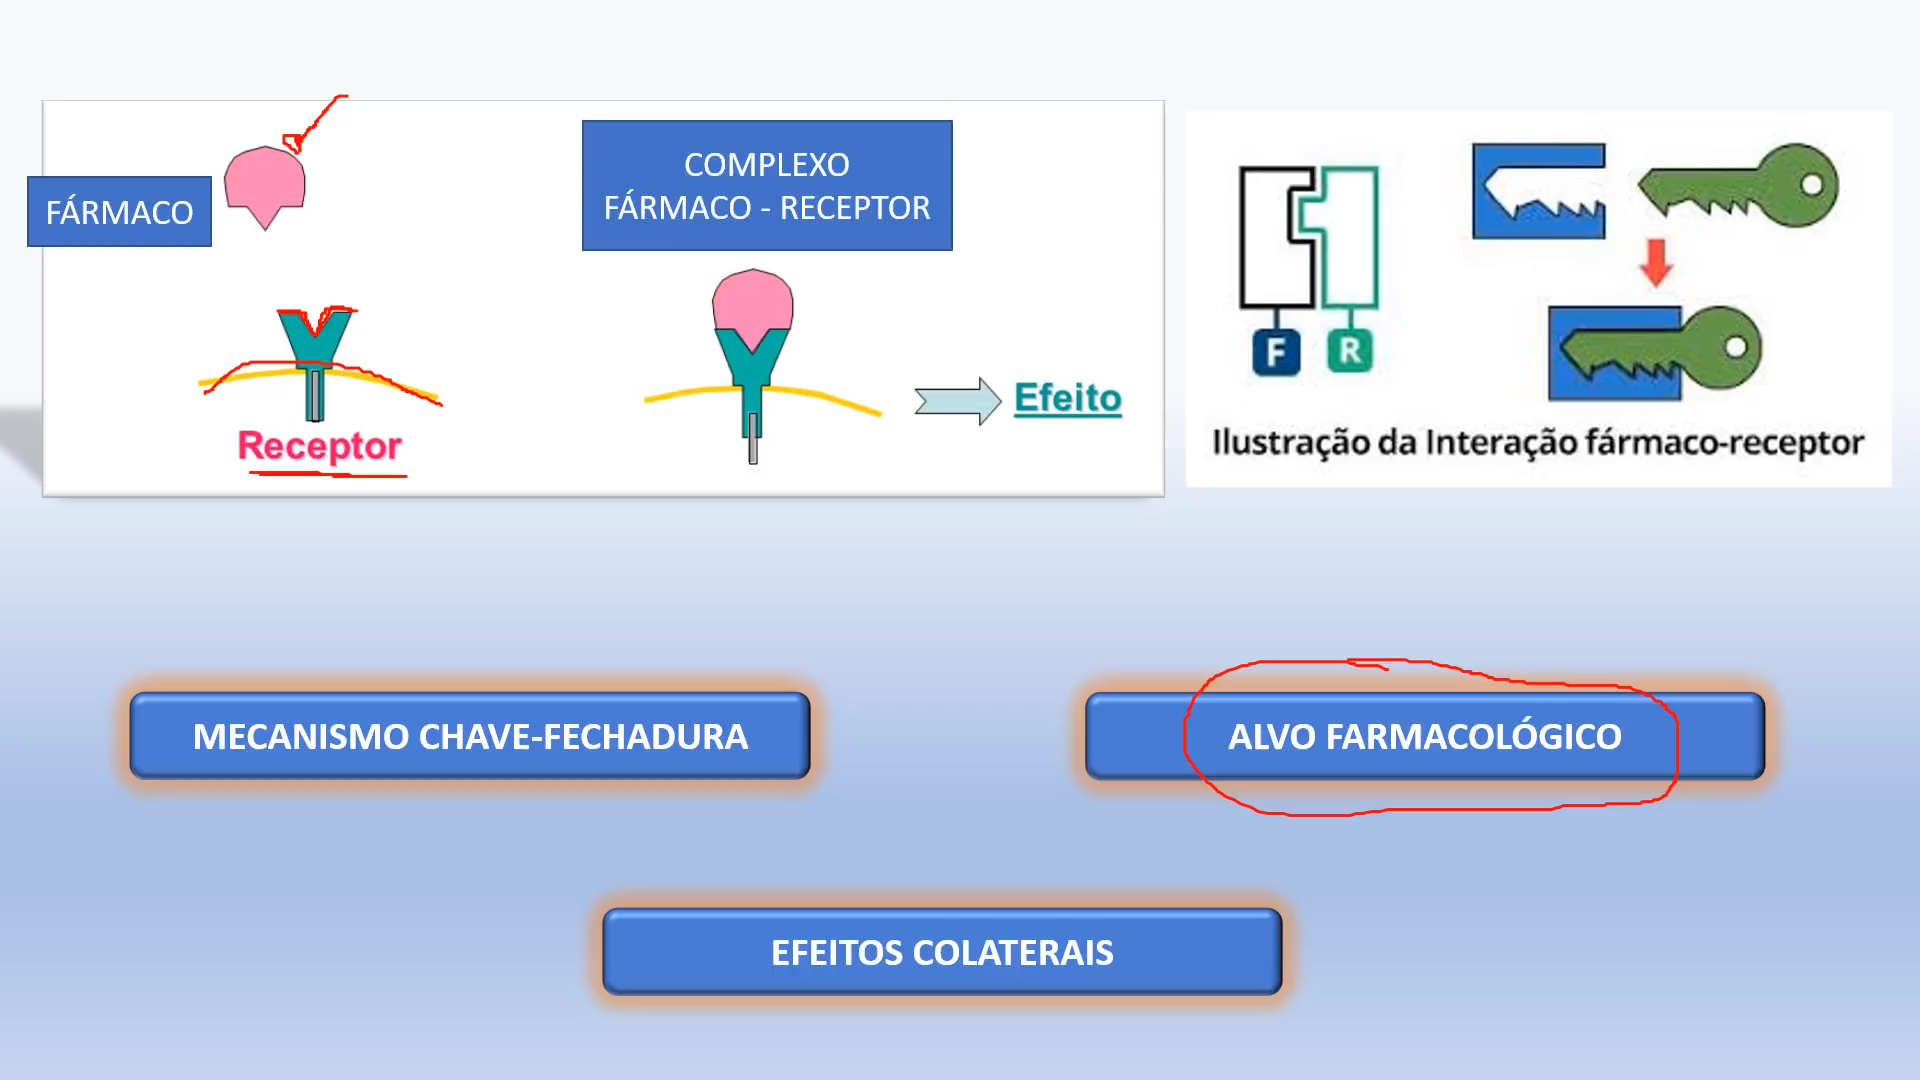 FÁRMACO
Receptor
COMPLEXO
FÁRMACO - RECEPTOR
Efeito
F
R
Ilustração da Interação fármaco-receptor
MECANISMO CHAVE-FECHADURA
ALVO FARMACOLÓGICO
EFEITOS COLATERAIS